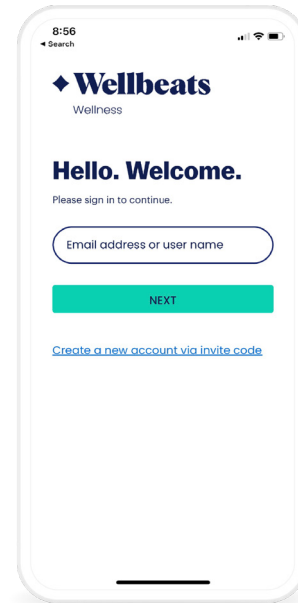 8:56
◄ Search
Wellbeats
Wellness
Hello. Welcome.
Please sign in to continue.
Email address or user name
NEXT
Create a new account via invite code